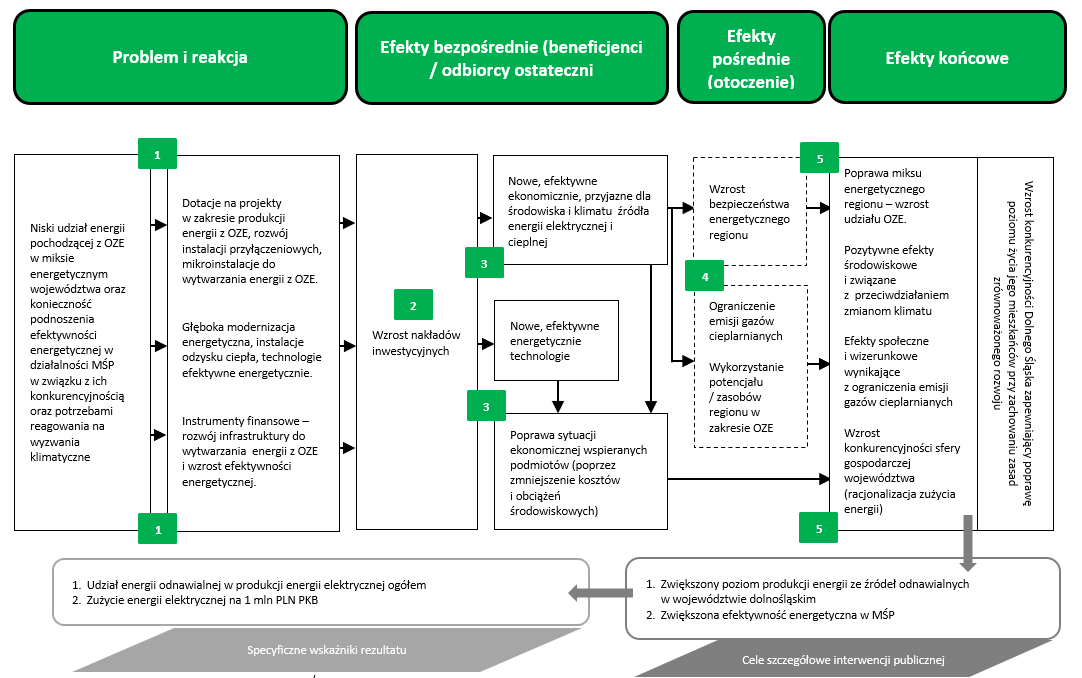 Problem i reakcja
Efekty bezpośrednie (beneficjenci
/ odbiorcy ostateczni
Efekty
pośrednie
(otoczenie)
Efekty końcowe
1
Niski udział energii
pochodzącej z OZE
w miksie
energetycznym
województwa oraz
konieczność
podnoszenia
efektywności
energetycznej w
działalności MŚP
w związku z ich
konkurencyjnością
oraz potrzebami
reagowania na
wyzwania
klimatyczne
Dotacje na projekty
w zakresie produkcji
energii z OZE, rozwój
instalacji przyłączeniowych,
mikroinstalacje do
wytwarzania energii z OZE.
Głęboka modernizacja
energetyczna, instalacje
odzysku ciepła, technologie
efektywne energetycznie.
Instrumenty finansowe –
rozwój infrastruktury do
wytwarzania energii z OZE
i wzrost efektywności
energetycznej.
1
2
Wzrost nakładów
inwestycyjnych
Nowe, efektywne
ekonomicznie, przyjazne dla
środowiska i klimatu źródła
energii elektrycznej i
cieplnej
3
Nowe, efektywne
energetycznie
technologie
3
Poprawa sytuacji
ekonomicznej wspieranych
podmiotów (poprzez
zmniejszenie kosztów
i obciążeń
środowiskowych)
Wzrost
bezpieczeństwa
energetycznego
regionu
4
Ograniczenie
emisji gazów
cieplarnianych
Wykorzystanie
potencjału
/ zasobów
regionu w
zakresie OZE
5
Poprawa miksu
energetycznego
regionu – wzrost
udziału OZE.
Pozytywne efekty
środowiskowe
i związane
z przeciwdziałaniem
zmianom klimatu
Efekty społeczne
i wizerunkowe
wynikające
z ograniczenia emisji
gazów cieplarnianych
Wzrost
konkurencyjności sfery
gospodarczej
województwa
(racjonalizacja zużycia
energii)
5
Wzrost konkurencyjności Dolnego Śląska zapewniający poprawę
poziomu życia jego mieszkańców przy zachowaniu zasad
zrównoważonego rozwoju
1. Udział energii odnawialnej w produkcji energii elektrycznej ogółem
2. Zużycie energii elektrycznej na 1 mln PLN PKB
Specyficzne wskaźniki rezultatu
1. Zwiększony poziom produkcji energii ze źródeł odnawialnych
w województwie dolnośląskim
2. Zwiększona efektywność energetyczna w MŚP
Cele szczegółowe interwencji publicznej